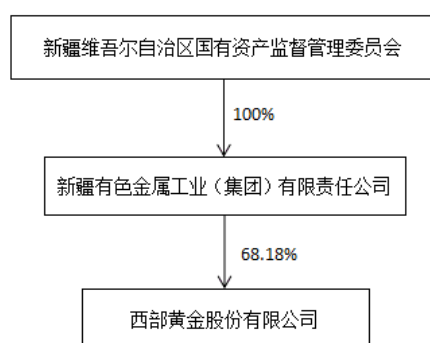 新疆维吾尔自治区国有资产监督管理委员会
100%
新疆有色金属工业（集团）有限责任公司
68.18%
西部黄金股份有限公司